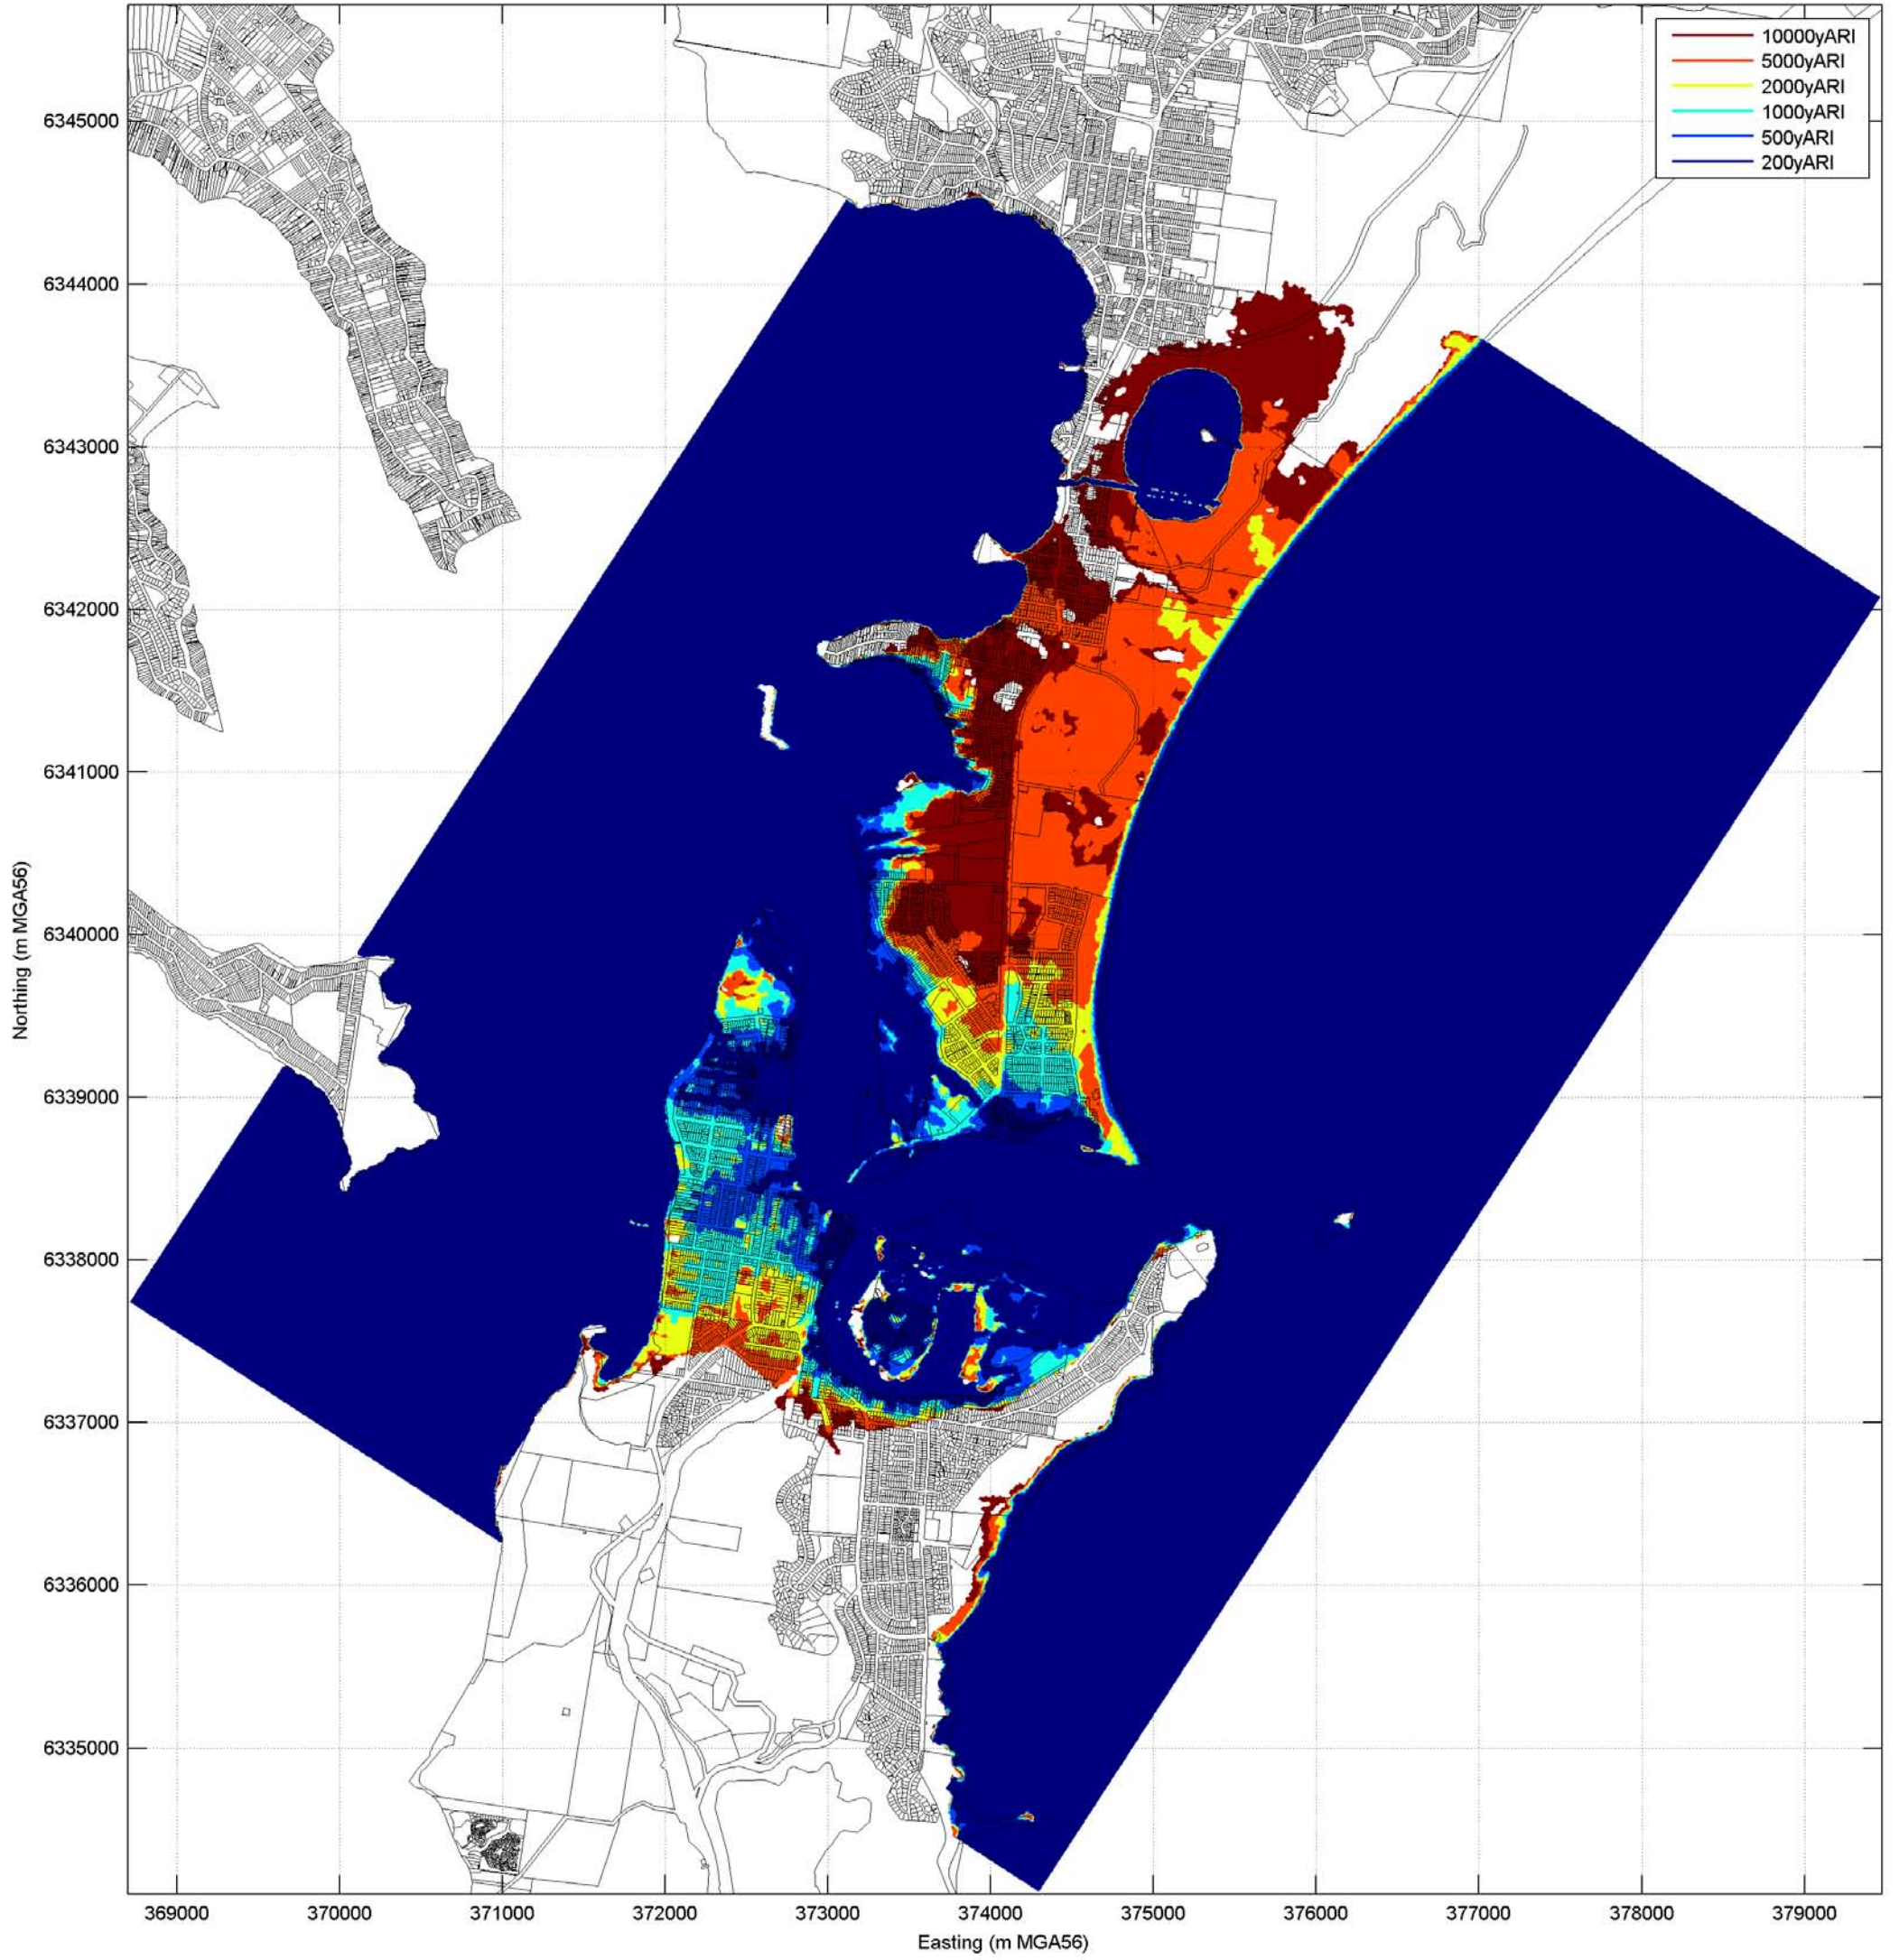 10000yARI
5000yARI
2000yARI
1000yARI
500yARI
200yARI
6345000
6344000
6343000
6342000
6341000
6340000
6339000
6338000
6337000
6336000
6335000
Northing (m MGA56)
369000 370000 371000 372000 373000 374000 375000 376000 377000 378000 379000
Easting (m MGA56)